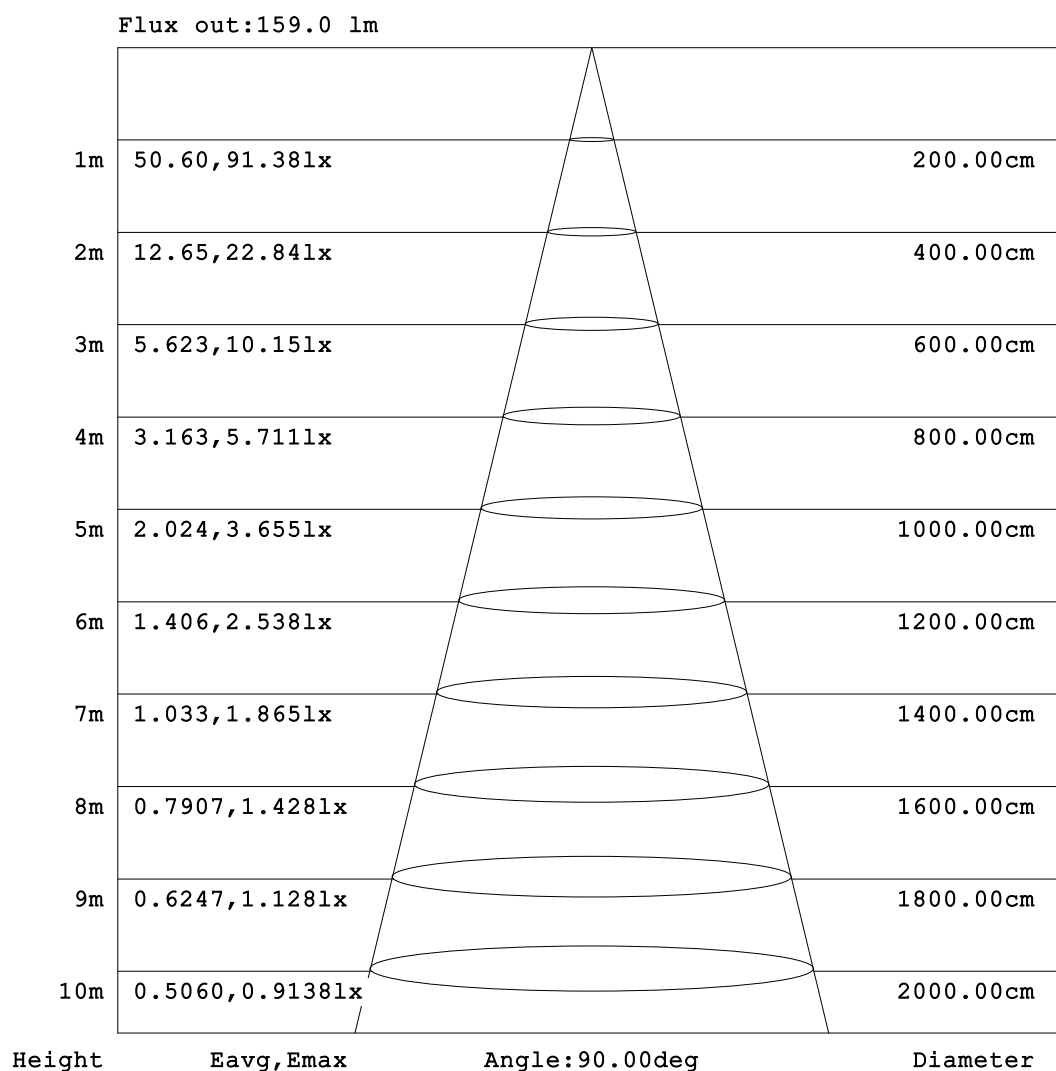 Flux out:159.0 lm
1m 50.60,91.38lx 200.00cm
2m 12.65,22.84lx 400.00cm
3m 5.623,10.15lx 600.00cm
4m 3.163,5.711lx 800.00cm
5m 2.024,3.655lx 1000.00cm
6m 1.406,2.538lx 1200.00cm
7m 1.033,1.865lx 1400.00cm
8m 0.7907,1.428lx 1600.00cm
9m 0.6247,1.128lx 1800.00cm
10m 0.5060,0.9138lx 2000.00cm
Height Eavg,Emax Angle:90.00deg Diameter